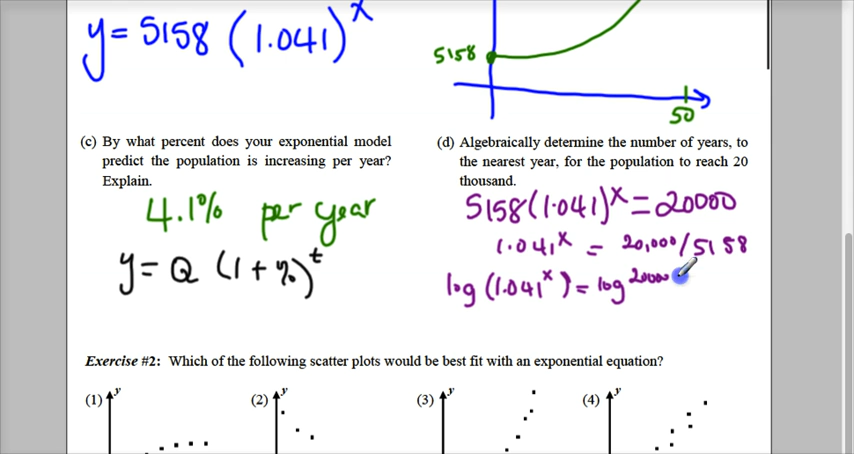 y = 5158 (1.041)^x
5158
50
(c) By what percent does your exponential model
predict the population is increasing per year?
Explain.
4.1% per year
y = Q (1 + %)^t
(d) Algebraically determine the number of years, to
the nearest year, for the population to reach 20
thousand.
5158(1.041)^x = 20000
1.041^x = 20,000/5158
log (1.041^x) = log 20000
Exercise #2: Which of the following scatter plots would be best fit with an exponential equation?
(1) y
(2) y
(3) y
(4) y